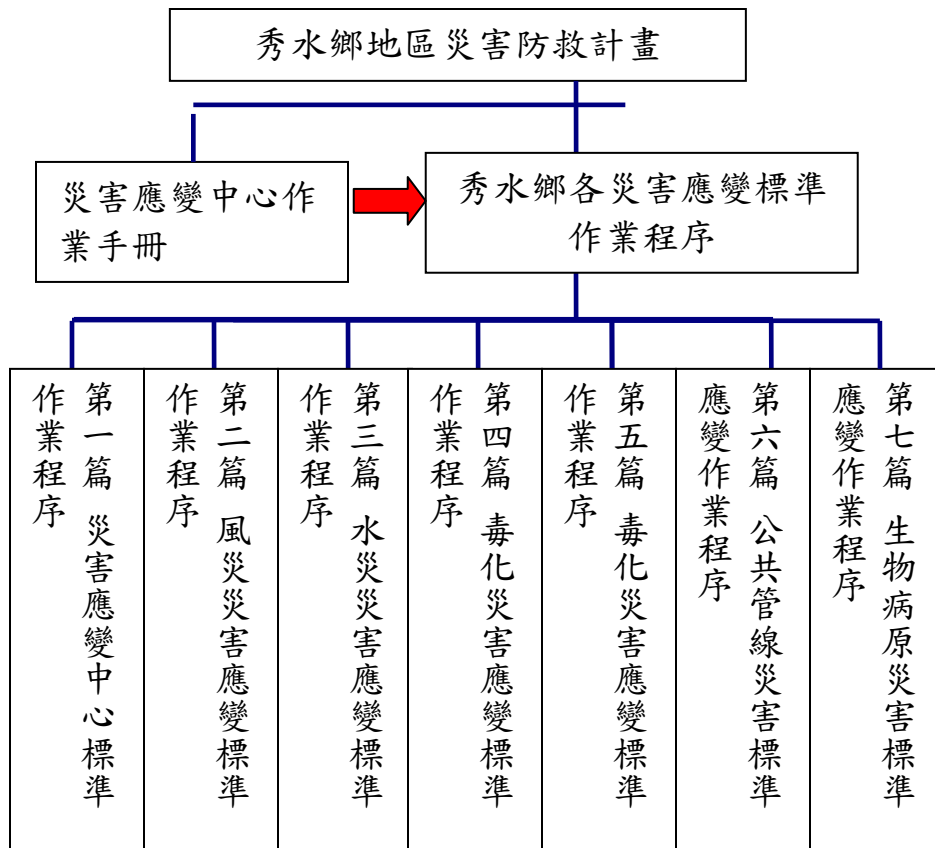 秀水鄉地區災害防救計畫
災害應變中心作
業手冊
秀水鄉各災害應變標準
作業程序
第一篇 災害應變中心標準
作業程序
第二篇 風災災害應變標準
作業程序
第三篇 水災災害應變標準
作業程序
第四篇 毒化災害應變標準
作業程序
第五篇 毒化災害應變標準
作業程序
第六篇 公共管線災害標準
應變作業程序
第七篇 生物病原災害標準
應變作業程序